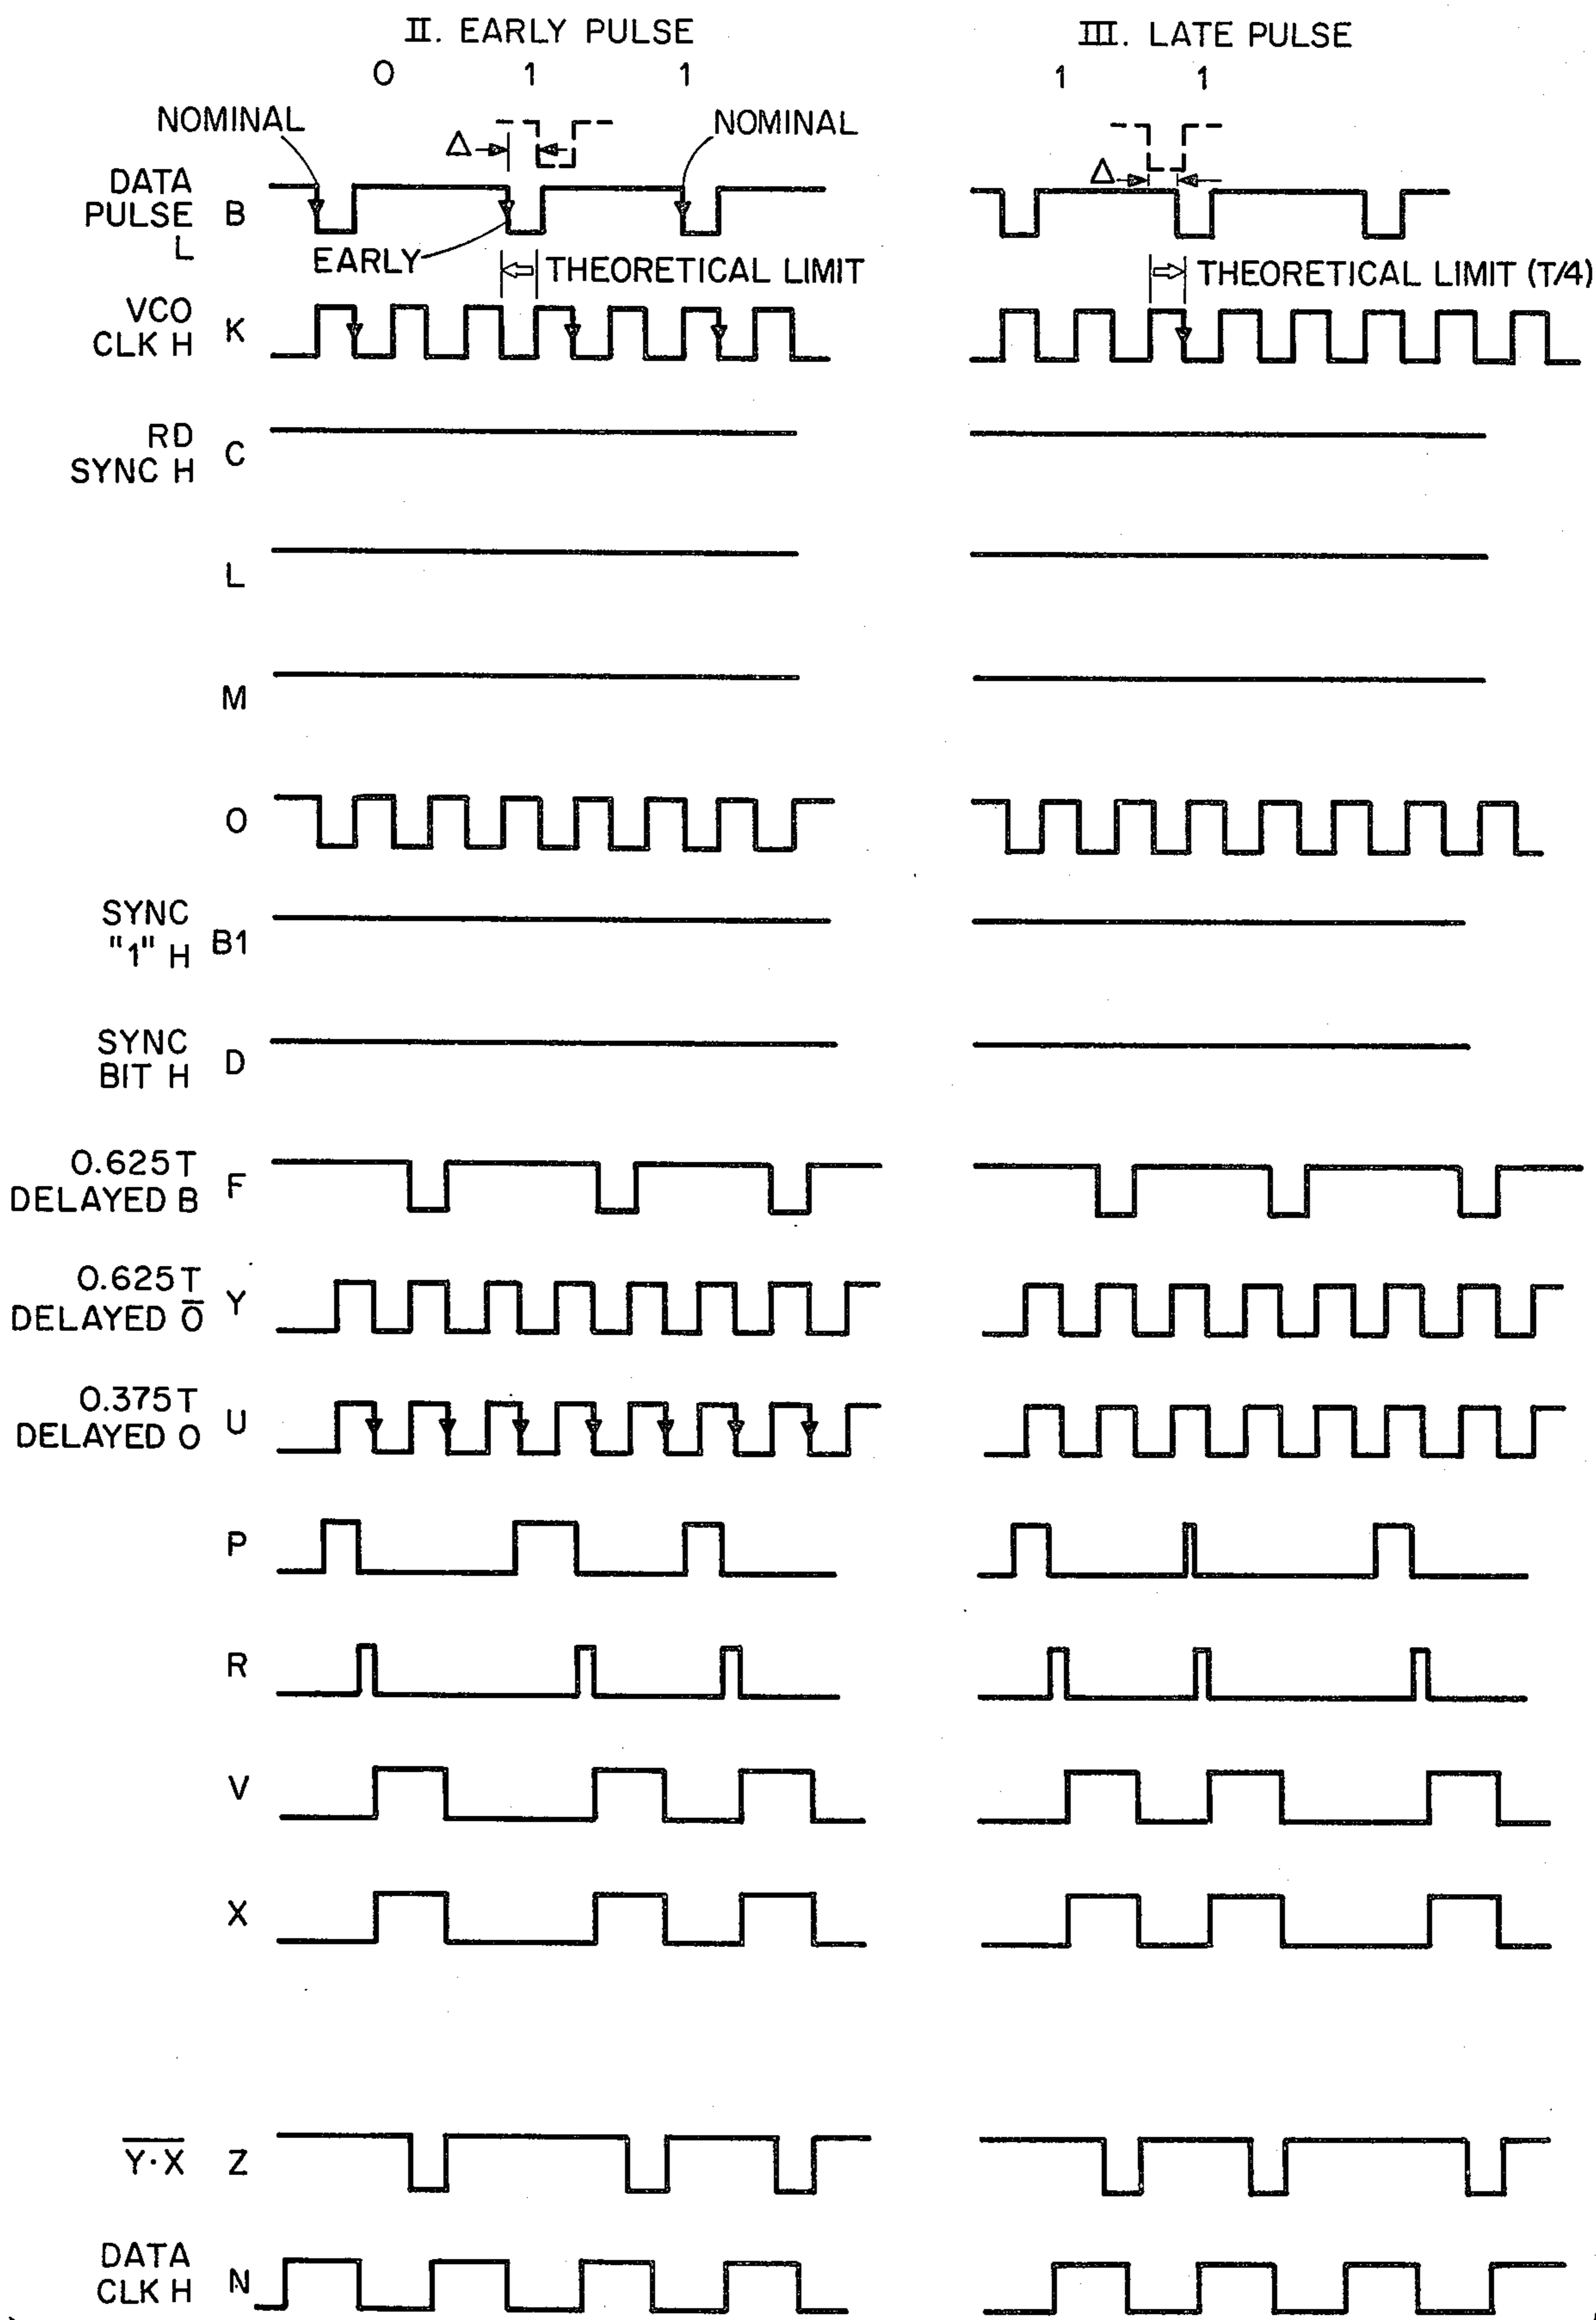 II. EARLY PULSE
0 1 1
III. LATE PULSE
1 1
NOMINAL
NOMINAL
Δ
Δ
DATA
PULSE
L
B
EARLY
THEORETICAL LIMIT
THEORETICAL LIMIT (T/4)
VCO
CLK H
K
RD
SYNC H
C
L
M
O
SYNC
"1" H
B1
SYNC
BIT H
D
0.625T
DELAYED B
F
0.625T
DELAYED O̅
Y
0.375T
DELAYED O
U
P
R
V
X
Y·X
Z
DATA
CLK H
N